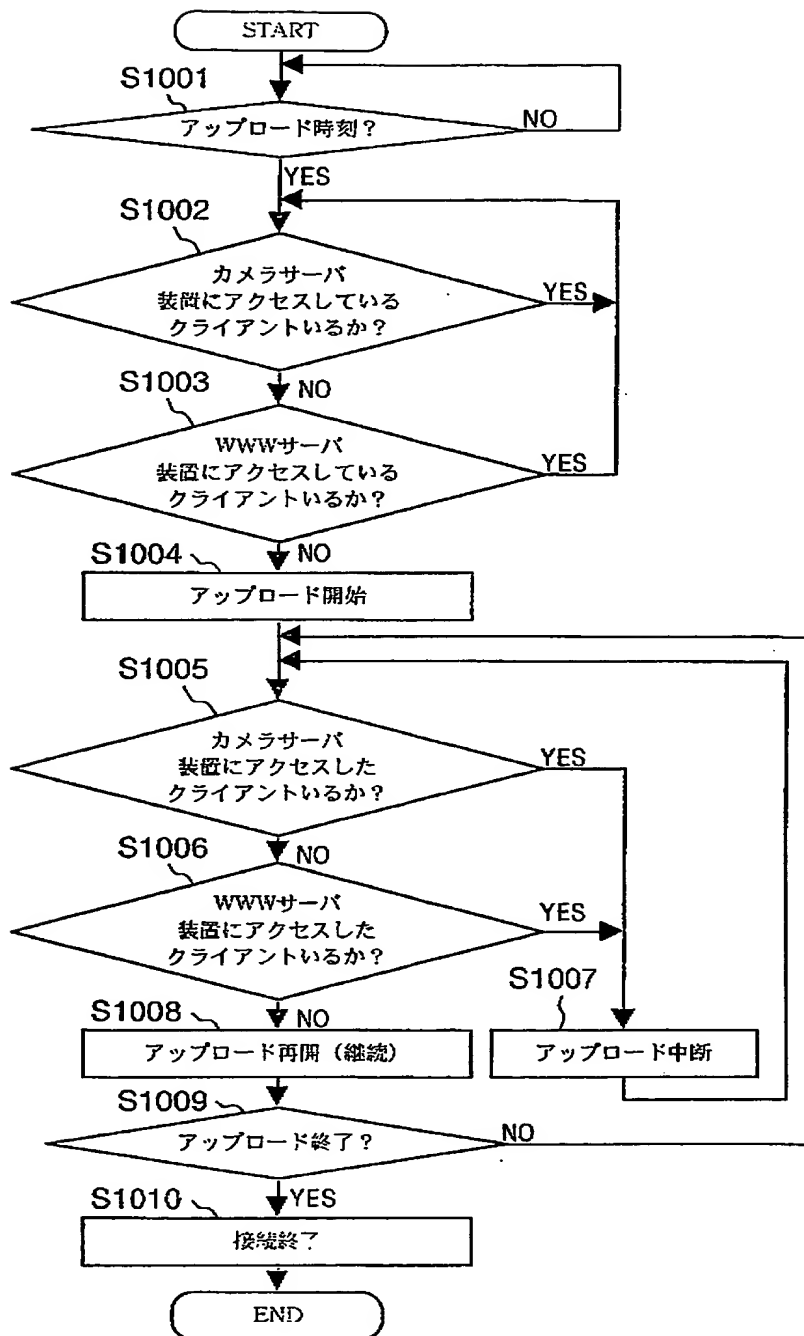 START
S1001
アップロード時刻?
NO
YES
S1002
カメラサーバ
装置にアクセスしている
クライアントいるか?
YES
NO
S1003
WWWサーバ
装置にアクセスしている
クライアントいるか?
YES
NO
S1004
アップロード開始
S1005
カメラサーバ
装置にアクセスした
クライアントいるか?
YES
NO
S1006
WWWサーバ
装置にアクセスした
クライアントいるか?
YES
NO
S1007
アップロード中断
S1008
アップロード再開(継続)
S1009
アップロード終了?
NO
YES
S1010
接続終了
END